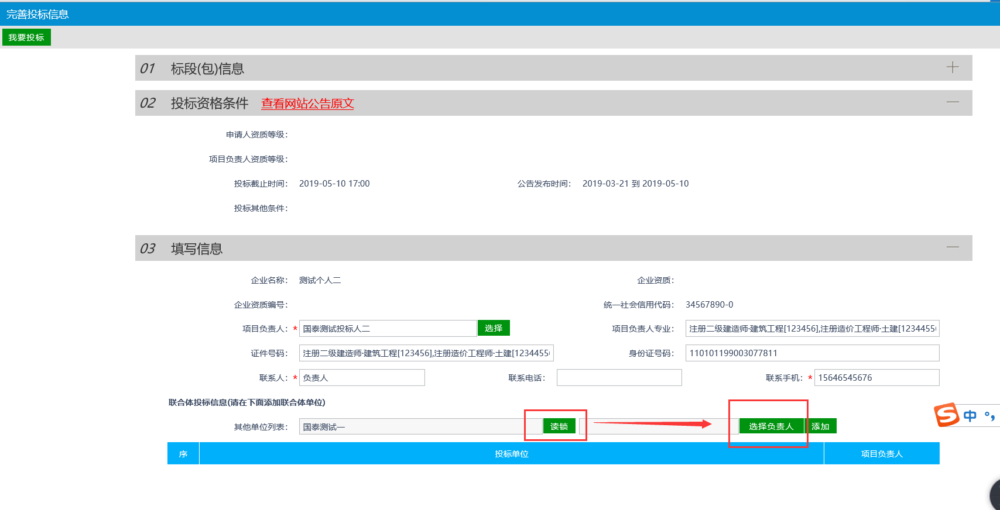 完善投标信息
我要投标
01 标段(包)信息
02 投标资格条件 查看网站公告原文
申请人资质等级：
项目负责人资质等级：
投标截止时间： 2019-05-10 17:00 公告发布时间： 2019-03-21 到 2019-05-10
投标其他条件：
03 填写信息
企业名称： 测试个人二 企业资质：
企业资质编号： 统一社会信用代码： 34567890-0
项目负责人：* 国泰测试投标人二 选择 项目负责人专业： 注册二级建造师·建筑工程[123456],注册造价工程师·土建[1234455
证件号码： 注册二级建造师·建筑工程[123456],注册造价工程师·土建[1234455 身份证号码： 110101199003077811
联系人：* 负责人 联系电话： 联系手机：* 15646545676
联合体投标信息(请在下面添加联合体单位)
其他单位列表： 国泰测试一 读锁 选择负责人 添加
序 投标单位 项目负责人
S 中 °,